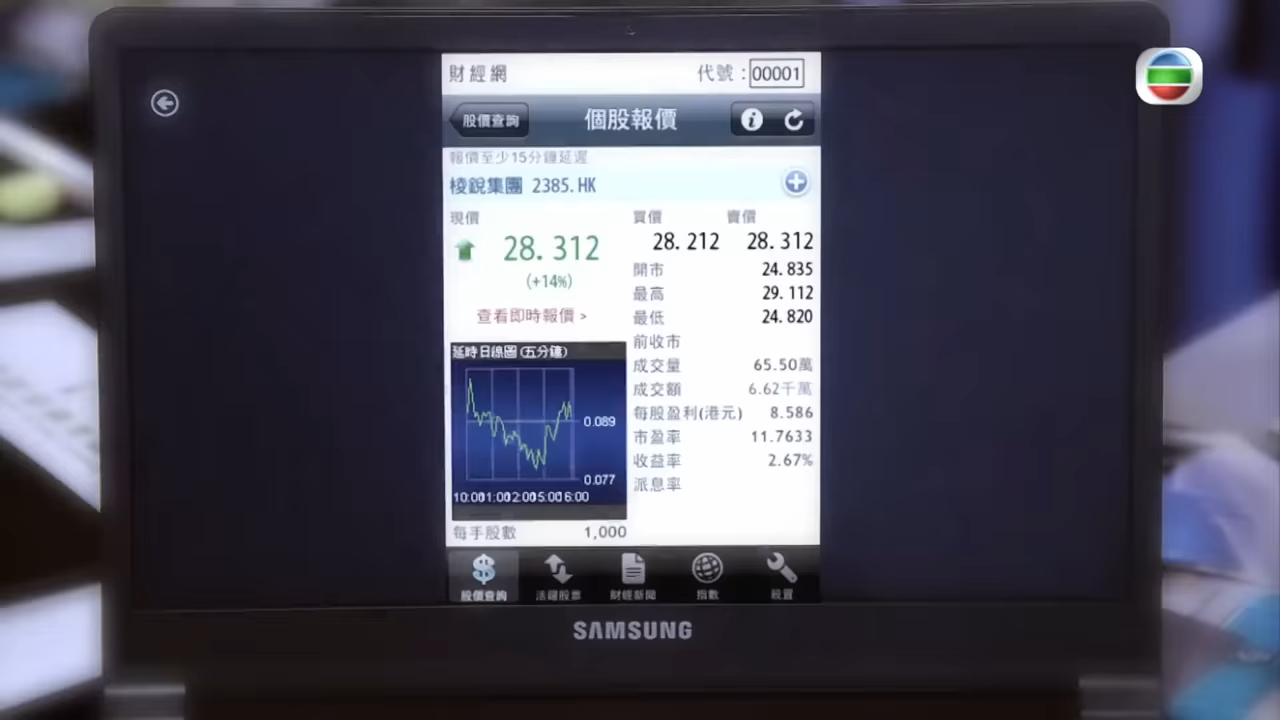 財經網 代號：00001
股價查詢 個股報價
報價至少15分鐘延遲
棱銳集團 2385.HK
現價 買價 賣價
28.312 28.212 28.312
(+14%)
開市 24.835
最高 29.112
查看即時報價 >
最低 24.820
前收市
延時日線圖(五分鐘)
成交量 65.50萬
成交額 6.62千萬
每股盈利(港元) 8.586
0.089
市盈率 11.7633
收益率 2.67%
0.077
派息率
每手股數 1,000
股價查詢 活躍股票 財經新聞 指數 設置
SAMSUNG